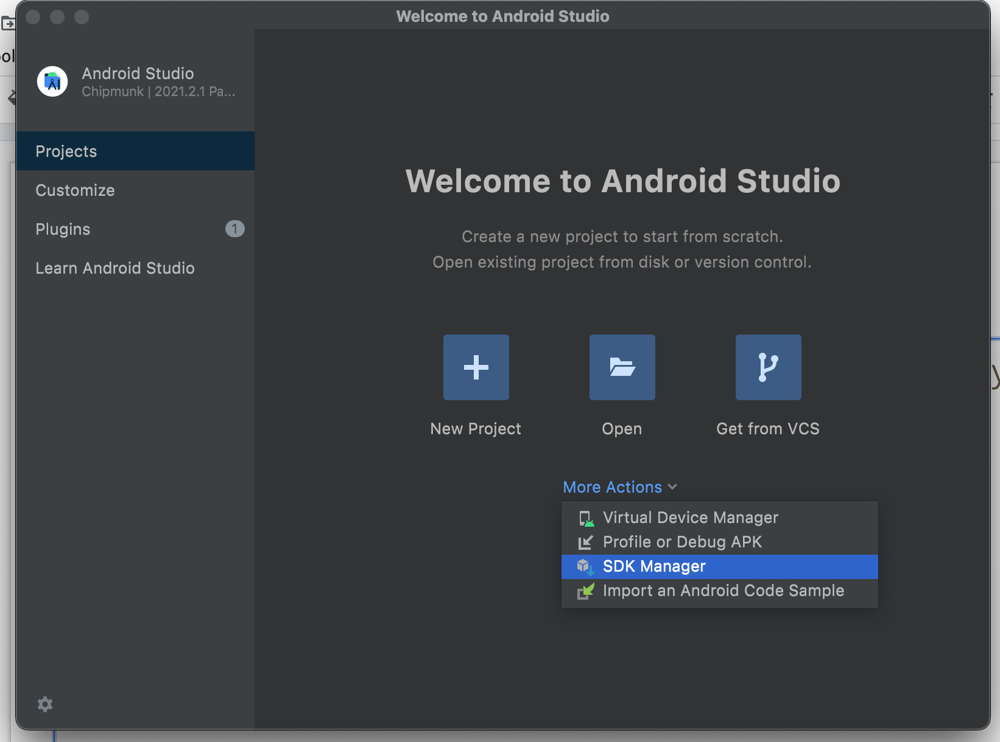 Welcome to Android Studio
Android Studio
Chipmunk | 2021.2.1 Pa...
Projects
Customize
Plugins
1
Learn Android Studio
Welcome to Android Studio
Create a new project to start from scratch.
Open existing project from disk or version control.
New Project
Open
Get from VCS
More Actions
Virtual Device Manager
Profile or Debug APK
SDK Manager
Import an Android Code Sample